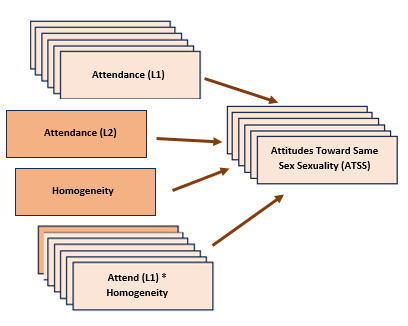 Attendance (L1)
Attendance (L2)
Homogeneity
Attend (L1) *
Homogeneity
Attitudes Toward Same
Sex Sexuality (ATSS)